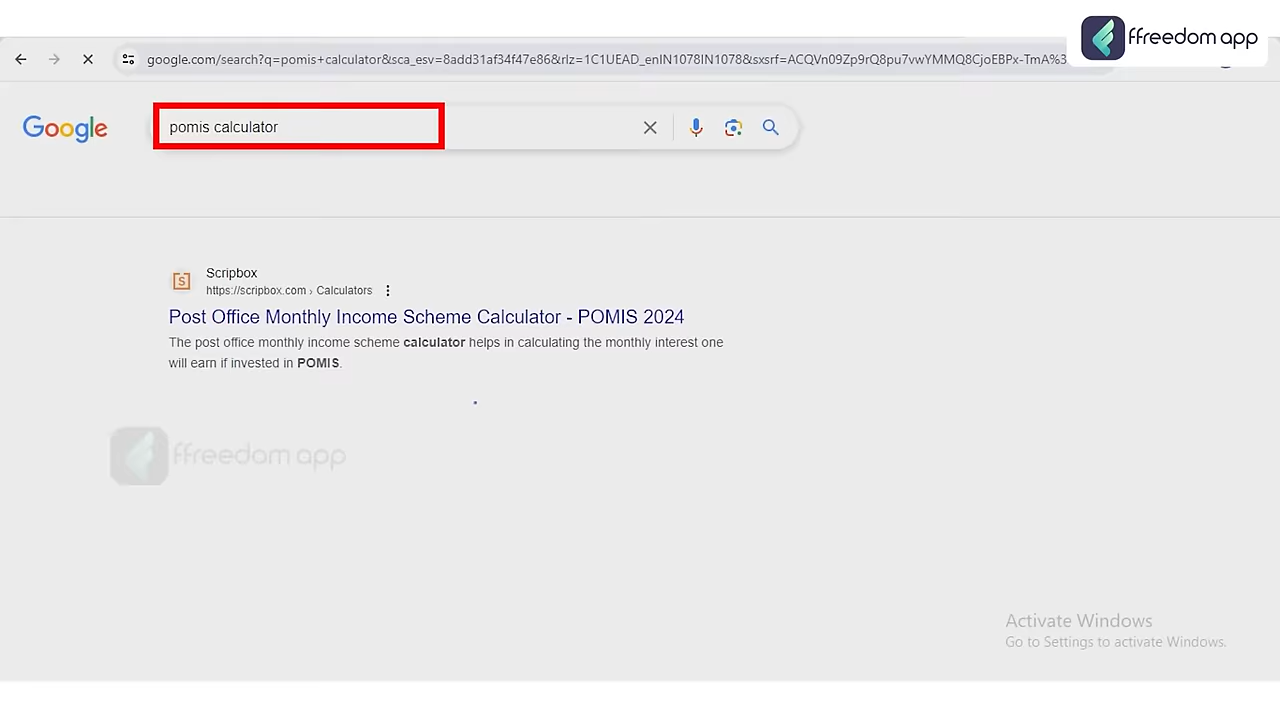 ffreedom app
google.com/search?q=pomis+calculator&sca_esv=8add31af34f47e86&rlz=1C1UEAD_enIN1078IN1078&sxsrf=ACQVn09Zp9rQ8pu7vwYMMQ8CjoEBPx-TmA%3
Google
pomis calculator
S
Scripbox
https://scripbox.com › Calculators
Post Office Monthly Income Scheme Calculator - POMIS 2024
The post office monthly income scheme calculator helps in calculating the monthly interest one
will earn if invested in POMIS.
ffreedom app
Activate Windows
Go to Settings to activate Windows.